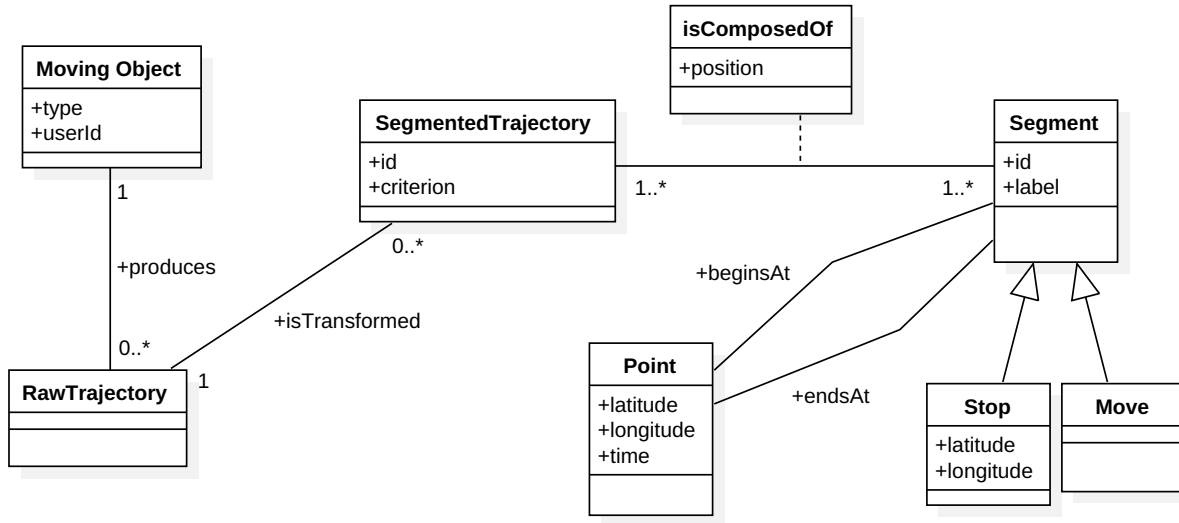 isComposedOf
+position
Moving Object
+type
+userId
SegmentedTrajectory
+id
+criterion
Segment
+id
+label
1
1..*
1..*
0..*
+produces
+beginsAt
+isTransformed
0..*
1
RawTrajectory
Point
+latitude
+longitude
+time
+endsAt
Stop
+latitude
+longitude
Move